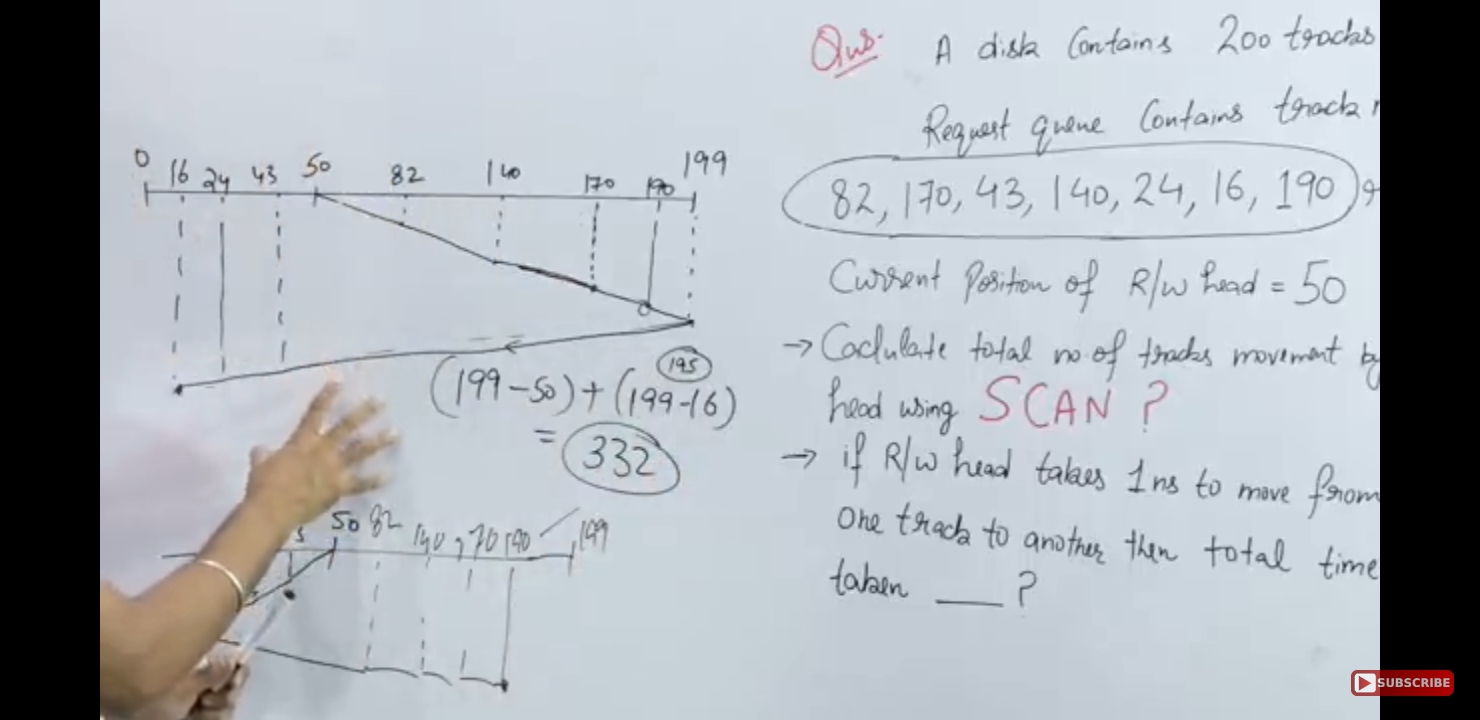 Qus. A disk Contains 200 tracks
Request queue Contains track
82, 170, 43, 140, 24, 16, 190
Current Position of R/w head = 50
→ Caclulate total no of tracks movement by
head using SCAN ?
→ if R/w head takes 1ns to move from
One track to another then total time
taken ___ ?
0 16 24 43 50 82 140 170 190 199
195
(199-50)+(199-16)
= 332
50 82 140 170 190 199
SUBSCRIBE